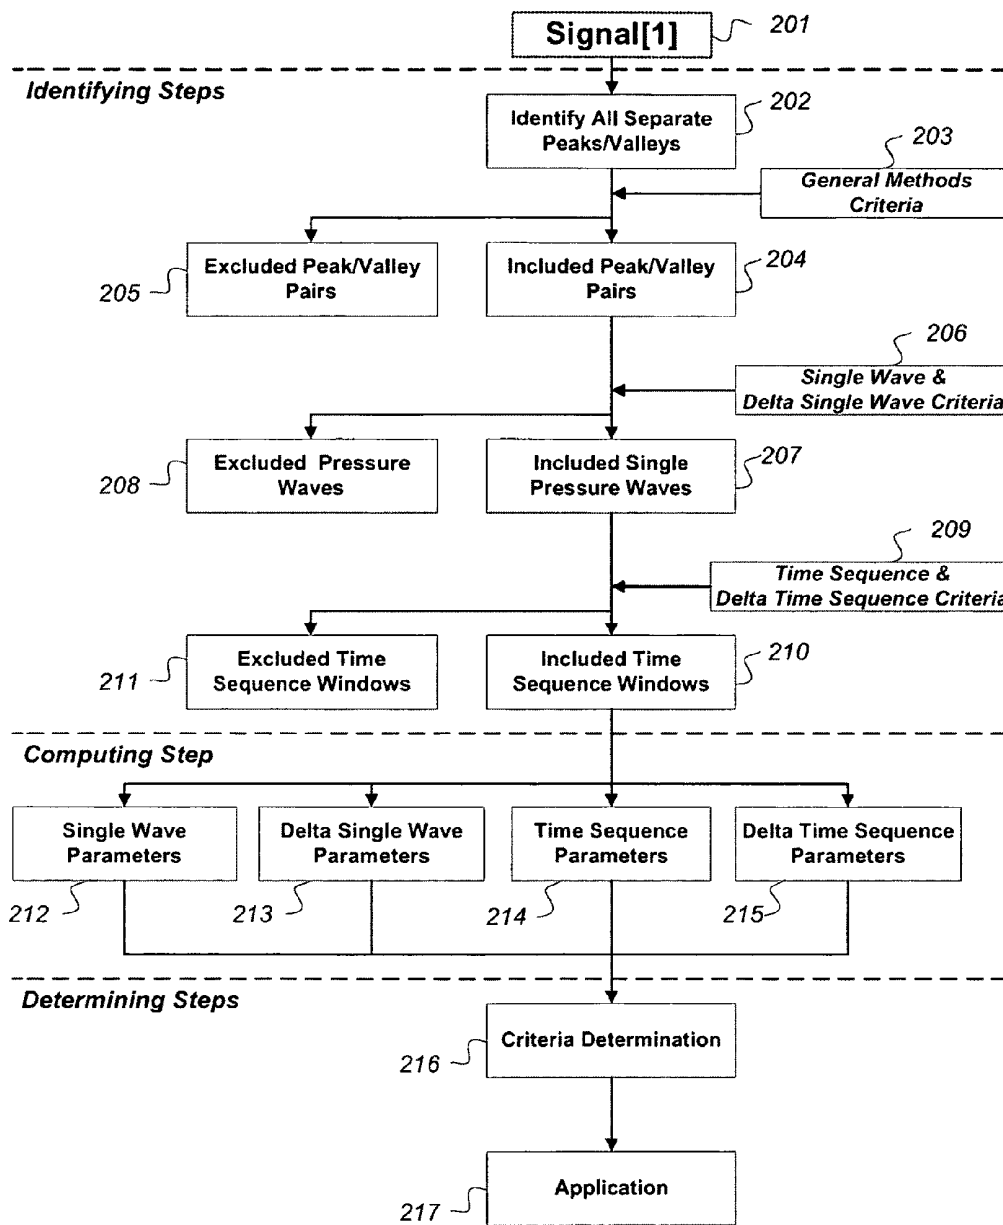 Signal[1]
201
Identifying Steps
Identify All Separate
Peaks/Valleys
202
203
General Methods
Criteria
Excluded Peak/Valley
Pairs
205
Included Peak/Valley
Pairs
204
206
Single Wave &
Delta Single Wave Criteria
Excluded Pressure
Waves
208
Included Single
Pressure Waves
207
209
Time Sequence &
Delta Time Sequence Criteria
Excluded Time
Sequence Windows
211
Included Time
Sequence Windows
210
Computing Step
Single Wave
Parameters
212
Delta Single Wave
Parameters
213
Time Sequence
Parameters
214
Delta Time Sequence
Parameters
215
Determining Steps
Criteria Determination
216
Application
217